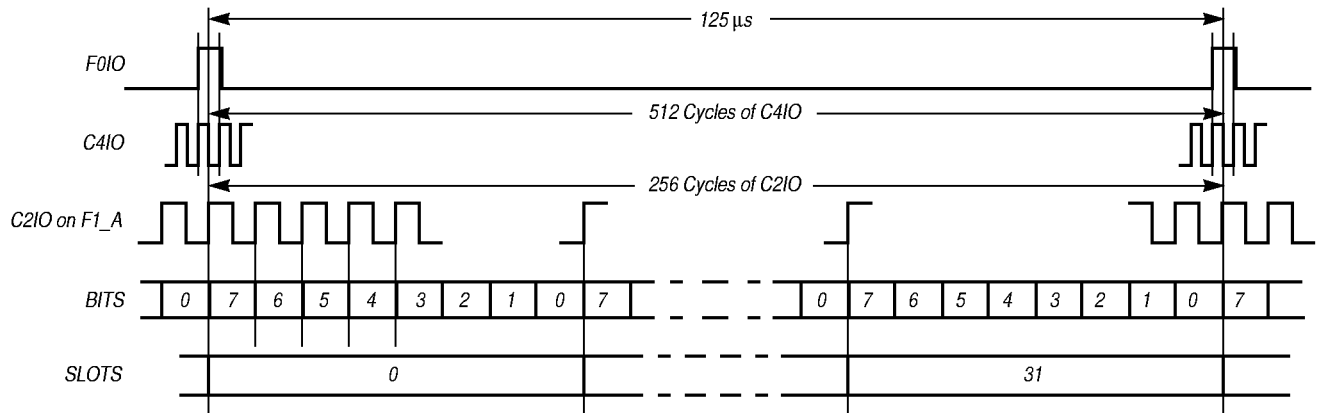 125 µs
F0IO
512 Cycles of C4IO
C4IO
256 Cycles of C2IO
C2IO on F1_A
BITS 0 7 6 5 4 3 2 1 0 7 0 7 6 5 4 3 2 1 0 7
SLOTS 0 31